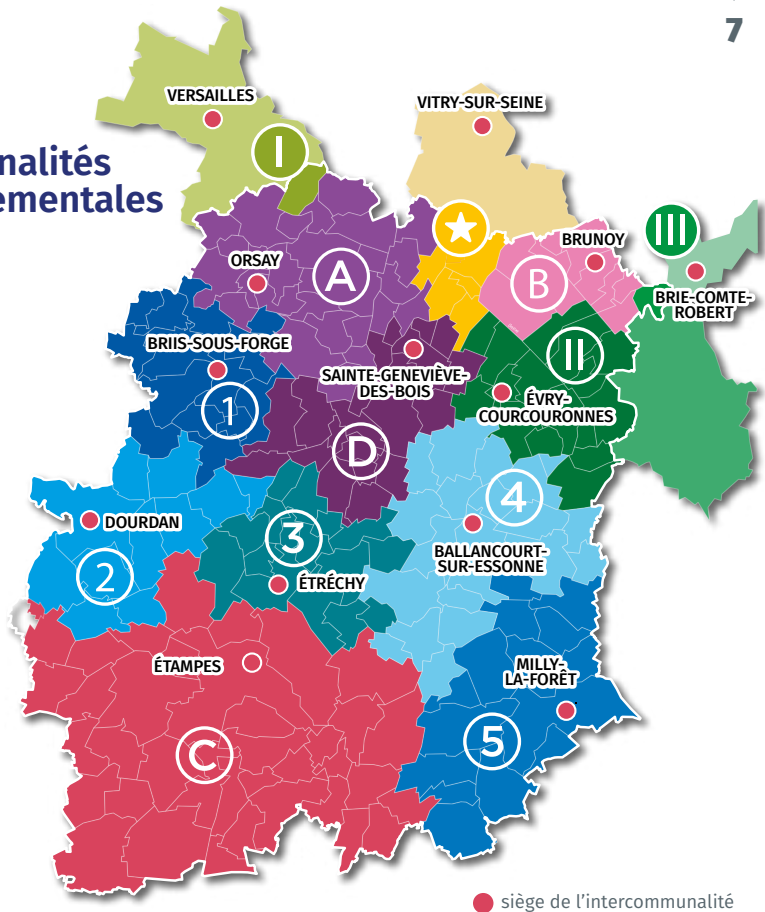 7
VERSAILLES
VITRY-SUR-SEINE
I
nalités
ementales
III
BRUNOY
ORSAY
A
B
BRIE-COMTE-
ROBERT
BRIIS-SOUS-FORGE
II
SAINTE-GENEVIÈVE-
DES-BOIS
ÉVRY-
COURCOURONNES
1
D
4
DOURDAN
3
BALLANCOURT-
SUR-ESSONNE
2
ÉTRÉCHY
ÉTAMPES
MILLY-
LA-FORÊT
C
5
siège de l'intercommunalité